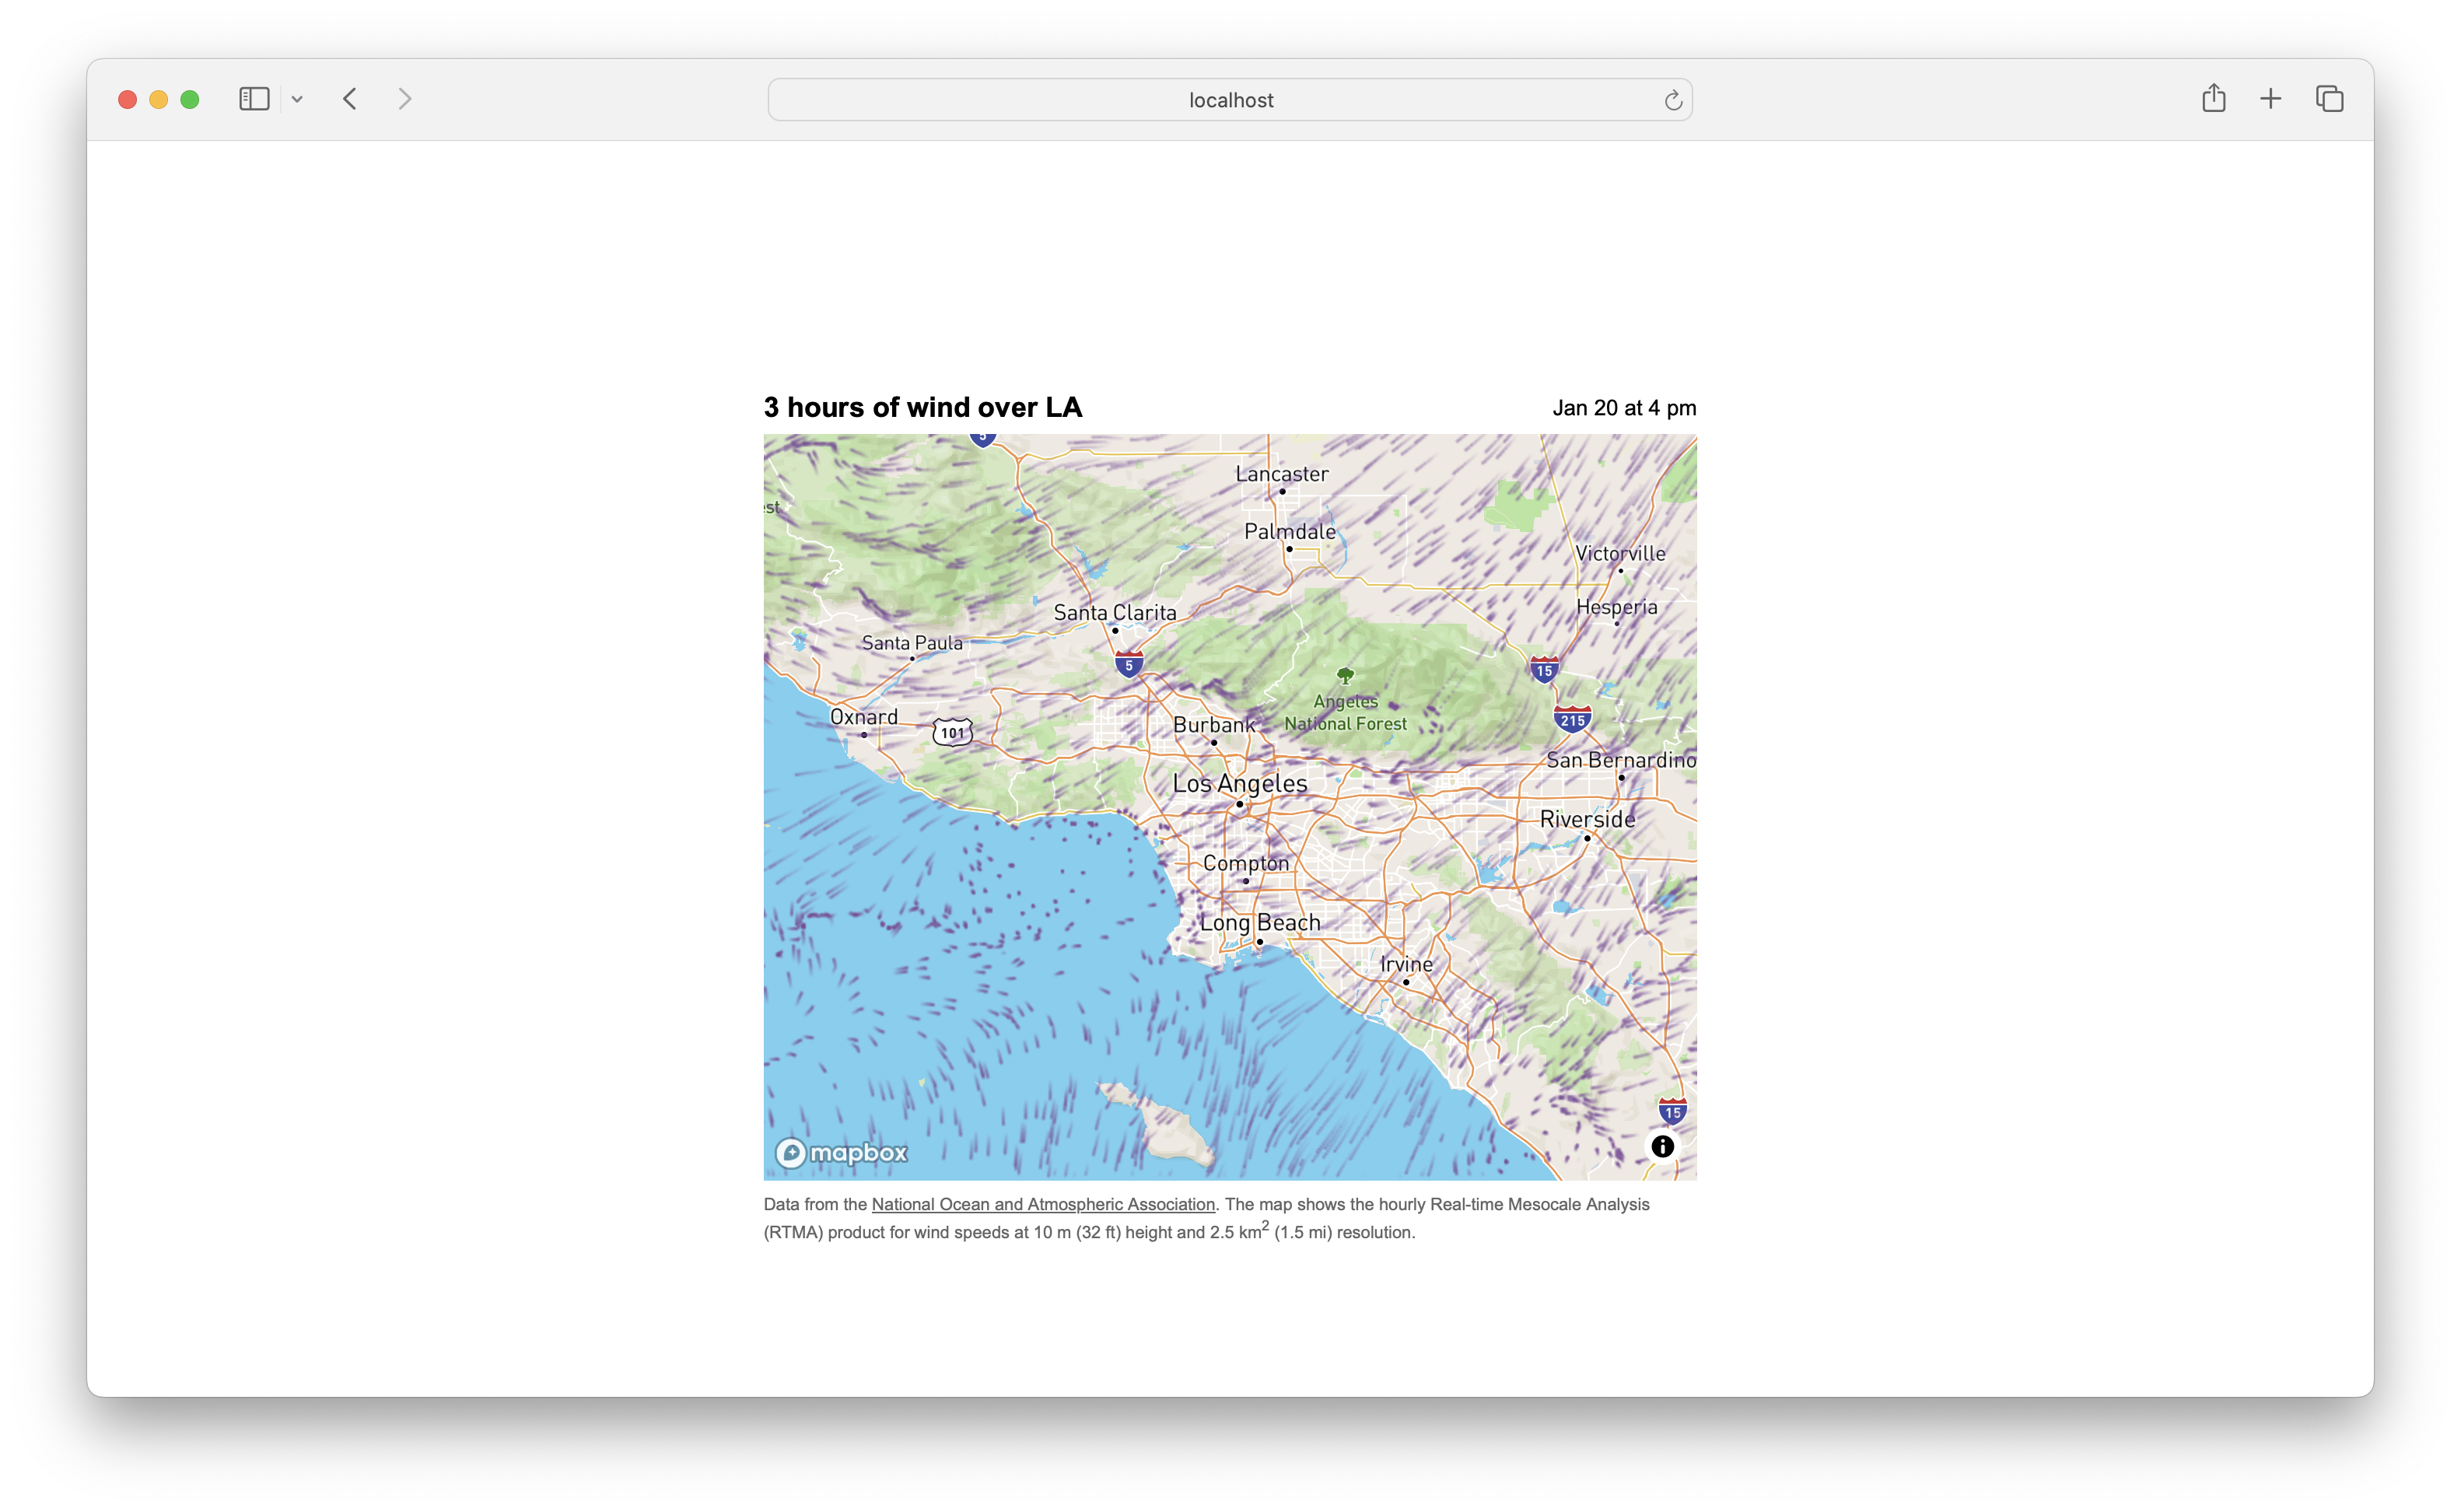 localhost
3 hours of wind over LA
Jan 20 at 4 pm
5
Lancaster
est
Palmdale
Victorville
Hesperia
Santa Clarita
Santa Paula
5
15
Angeles
National Forest
Oxnard
101
Burbank
215
San Bernardino
Los Angeles
Riverside
Compton
Long Beach
Irvine
15
mapbox
Data from the National Ocean and Atmospheric Association. The map shows the hourly Real-time Mesocale Analysis
(RTMA) product for wind speeds at 10 m (32 ft) height and 2.5 km² (1.5 mi) resolution.